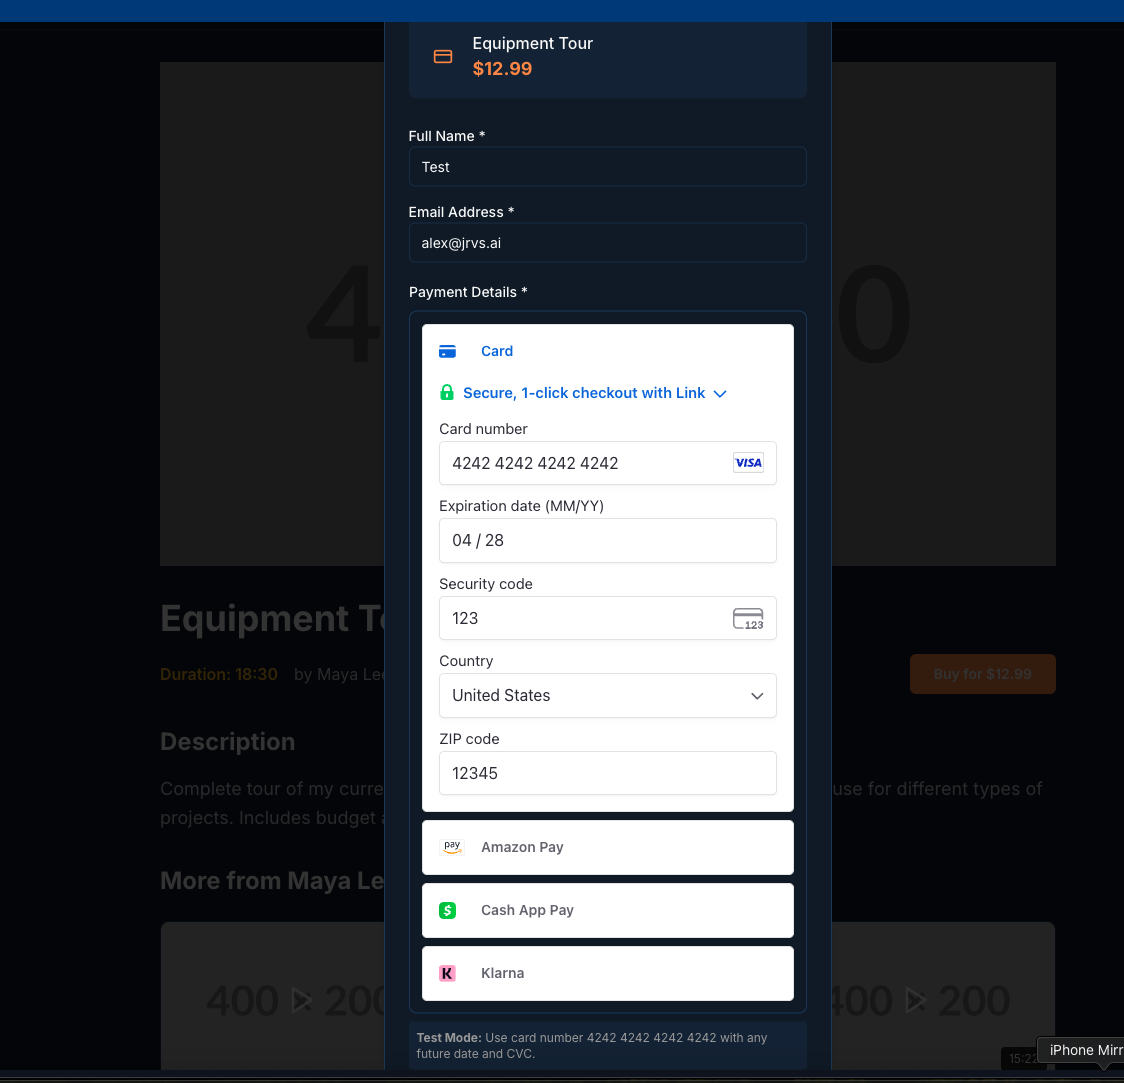 Equipment Tour
$12.99
Full Name *
Test
Email Address *
alex@jrvs.ai
Payment Details *
Card
Secure, 1-click checkout with Link
Card number
4242 4242 4242 4242
VISA
Expiration date (MM/YY)
04 / 28
Security code
123
123
Country
United States
ZIP code
12345
pay
Amazon Pay
$
Cash App Pay
K
Klarna
Test Mode: Use card number 4242 4242 4242 4242 with any
future date and CVC.
4
0
Equipment
Duration: 18:30 by Maya
Buy for $12.99
Description
Complete tour of my
use for different types of
projects. Includes budget
More from Maya
400 200
400 200
15:22
iPhone